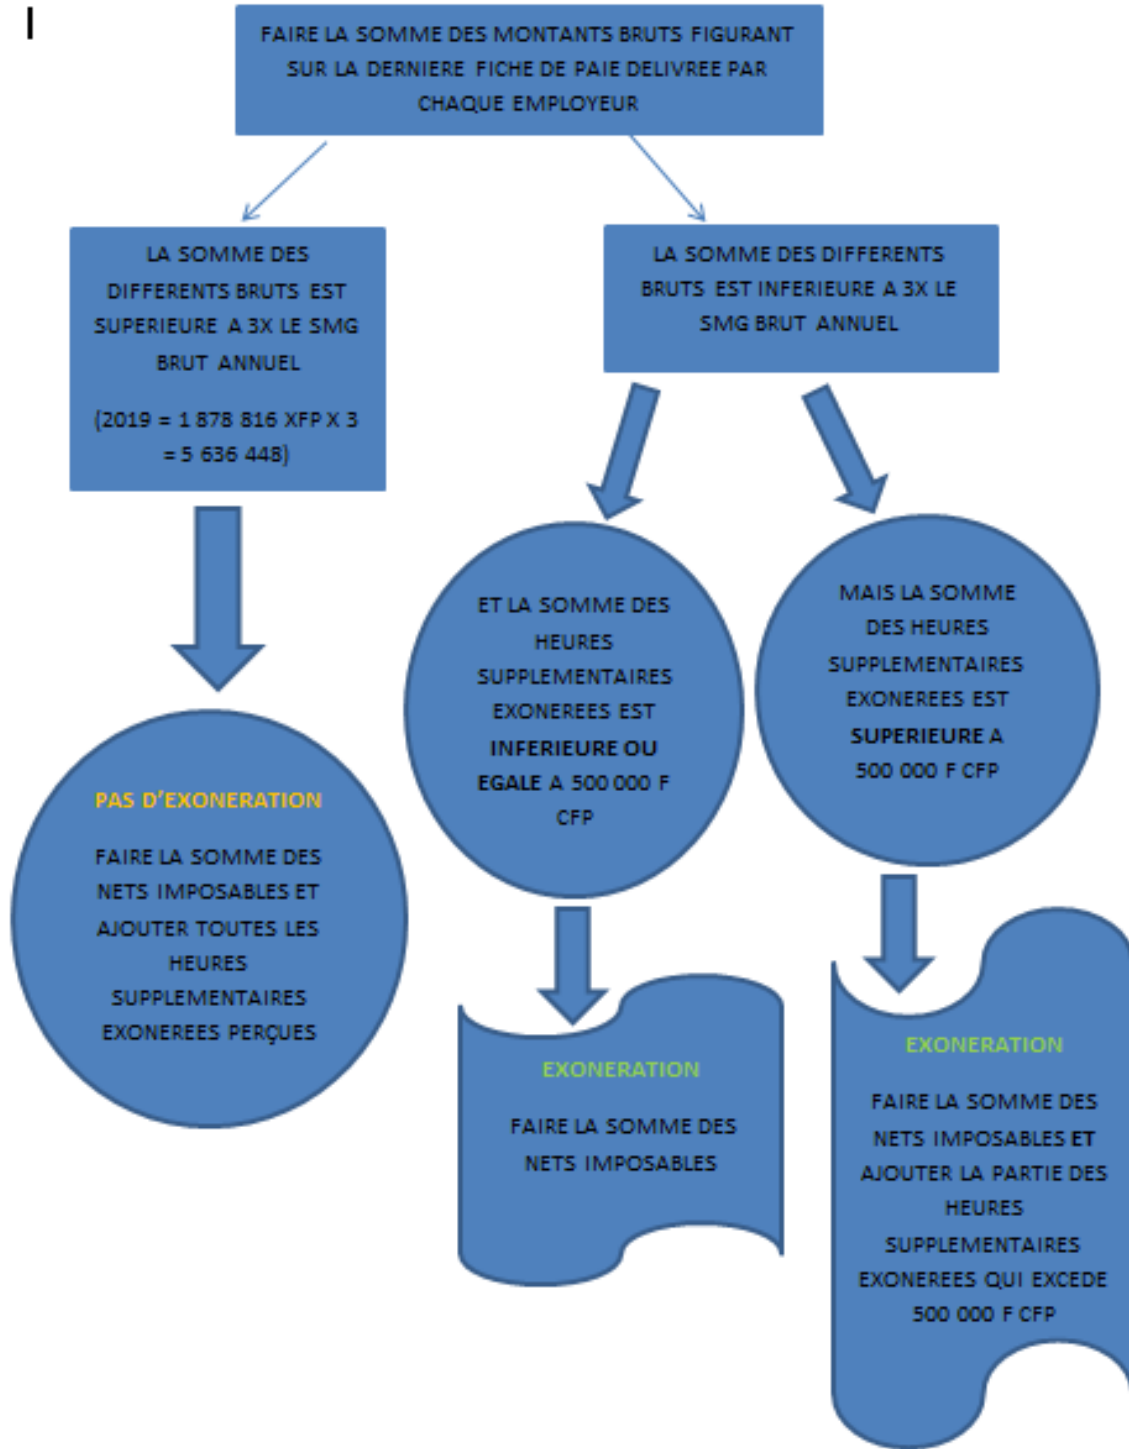 I
FAIRE LA SOMME DES MONTANTS BRUTS FIGURANT
SUR LA DERNIERE FICHE DE PAIE DELIVREE PAR
CHAQUE EMPLOYEUR
LA SOMME DES
DIFFERENTS BRUTS EST
SUPERIEURE A 3X LE SMG
BRUT ANNUEL
(2019 = 1 878 816 XFP X 3
= 5 636 448)
LA SOMME DES DIFFERENTS
BRUTS EST INFERIEURE A 3X LE
SMG BRUT ANNUEL
PAS D'EXONERATION
FAIRE LA SOMME DES
NETS IMPOSABLES ET
AJOUTER TOUTES LES
HEURES
SUPPLEMENTAIRES
EXONEREES PERÇUES
ET LA SOMME DES
HEURES
SUPPLEMENTAIRES
EXONEREES EST
INFERIEURE OU
EGALE A 500 000 F
CFP
MAIS LA SOMME
DES HEURES
SUPPLEMENTAIRES
EXONEREES EST
SUPERIEURE A
500 000 F CFP
EXONERATION
FAIRE LA SOMME DES
NETS IMPOSABLES
EXONERATION
FAIRE LA SOMME DES
NETS IMPOSABLES ET
AJOUTER LA PARTIE DES
HEURES
SUPPLEMENTAIRES
EXONEREES QUI EXCEDE
500 000 F CFP